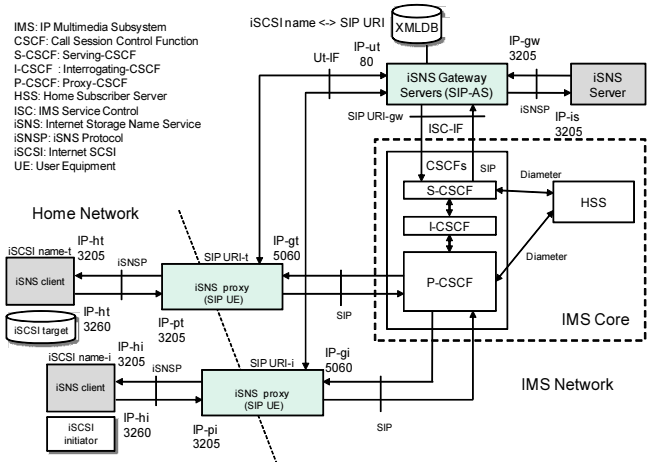 IMS: IP Multimedia Subsystem
CSCF: Call Session Control Function
S-CSCF: Serving-CSCF
I-CSCF : Interrogating-CSCF
P-CSCF: Proxy-CSCF
HSS: Home Subscriber Server
ISC: IMS Service Control
iSNS: Internet Storage Name Service
iSNSP: iSNS Protocol
iSCSI: Internet SCSI
UE: User Equipment
iSCSI name <-> SIP URI
XMLDB
Ut-IF
IP-ut
80
iSNS Gateway
Servers (SIP-AS)
IP-gw
3205
iSNSP
iSNS
Server
IP-is
3205
SIP URI-gw
ISC-IF
CSCFs
SIP
S-CSCF
I-CSCF
P-CSCF
Diameter
HSS
Diameter
IMS Core
IMS Network
Home Network
iSCSI name-t
IP-ht
3205
iSNSP
iSNS client
SIP URI-t
iSNS proxy
(SIP UE)
IP-gt
5060
SIP
iSCSI target
IP-ht
3260
IP-pt
3205
IP-hi
3205
iSCSI name-i
iSNSP
iSNS client
SIP URI-i
iSNS proxy
(SIP UE)
IP-gi
5060
SIP
iSCSI
initiator
IP-hi
3260
IP-pi
3205